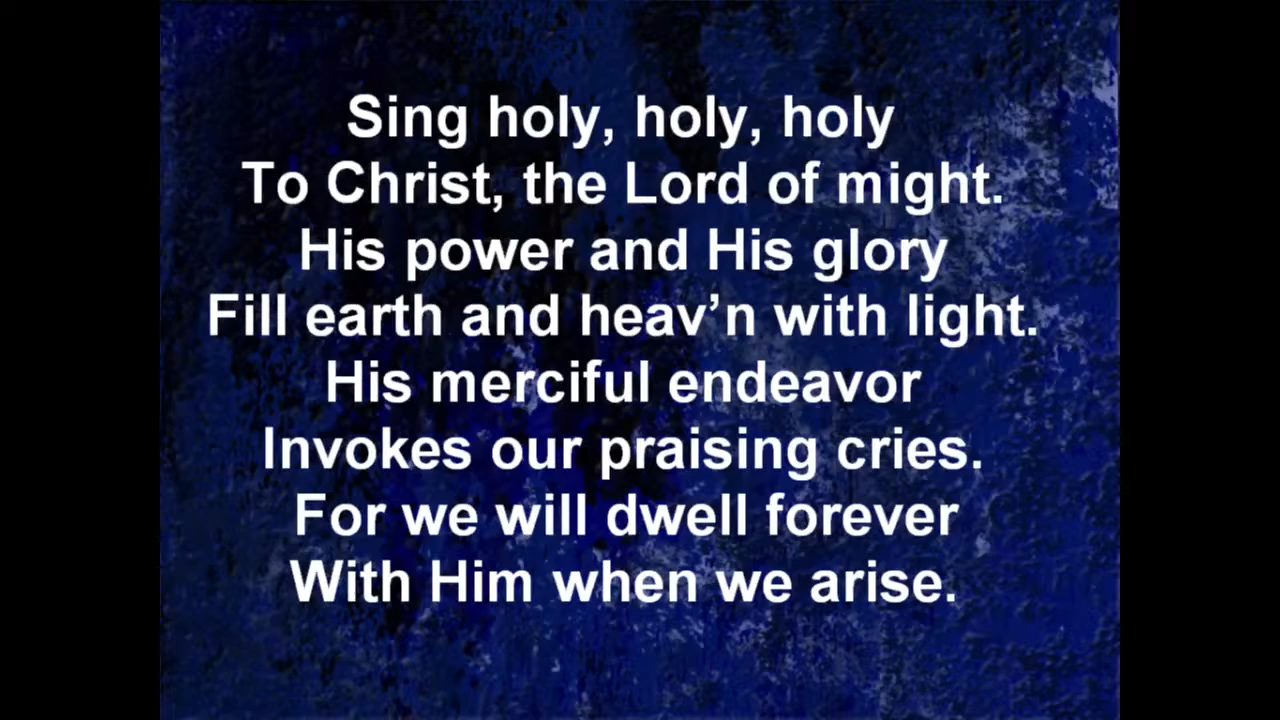 Sing holy, holy, holy
To Christ, the Lord of might.
His power and His glory
Fill earth and heav’n with light.
His merciful endeavor
Invokes our praising cries.
For we will dwell forever
With Him when we arise.